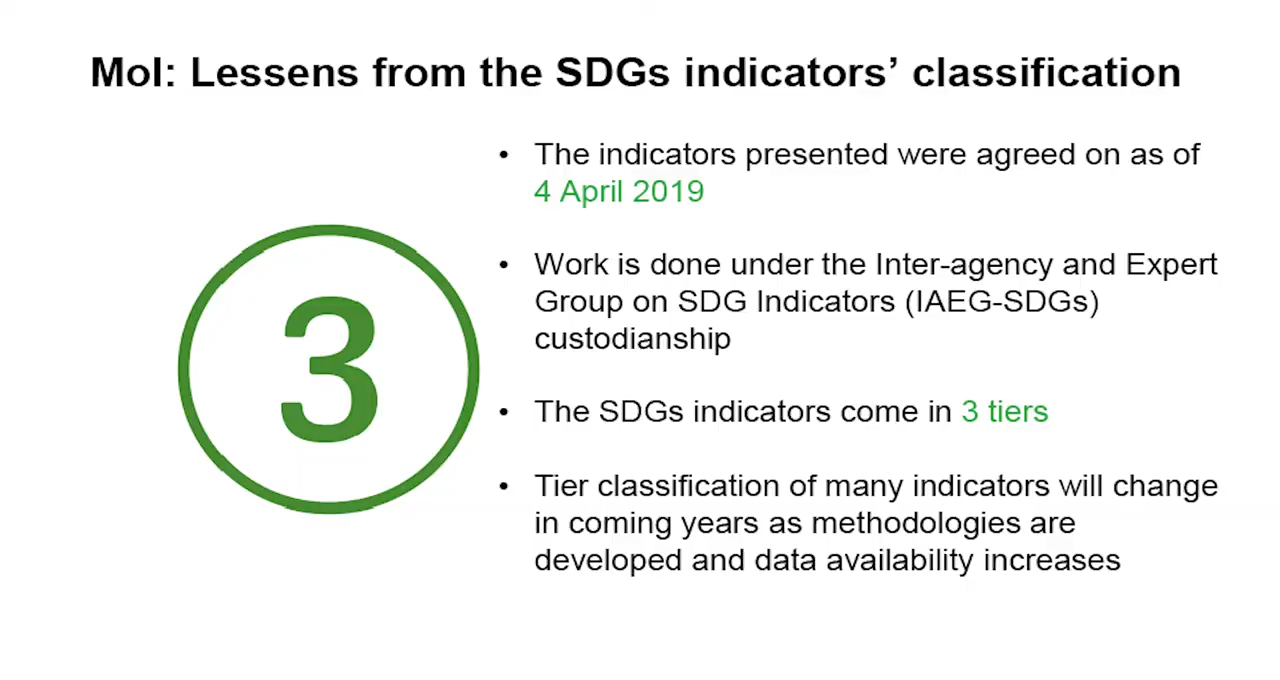 MoI: Lessens from the SDGs indicators’ classification
3
• The indicators presented were agreed on as of
4 April 2019
• Work is done under the Inter-agency and Expert
Group on SDG Indicators (IAEG-SDGs)
custodianship
• The SDGs indicators come in 3 tiers
• Tier classification of many indicators will change
in coming years as methodologies are
developed and data availability increases